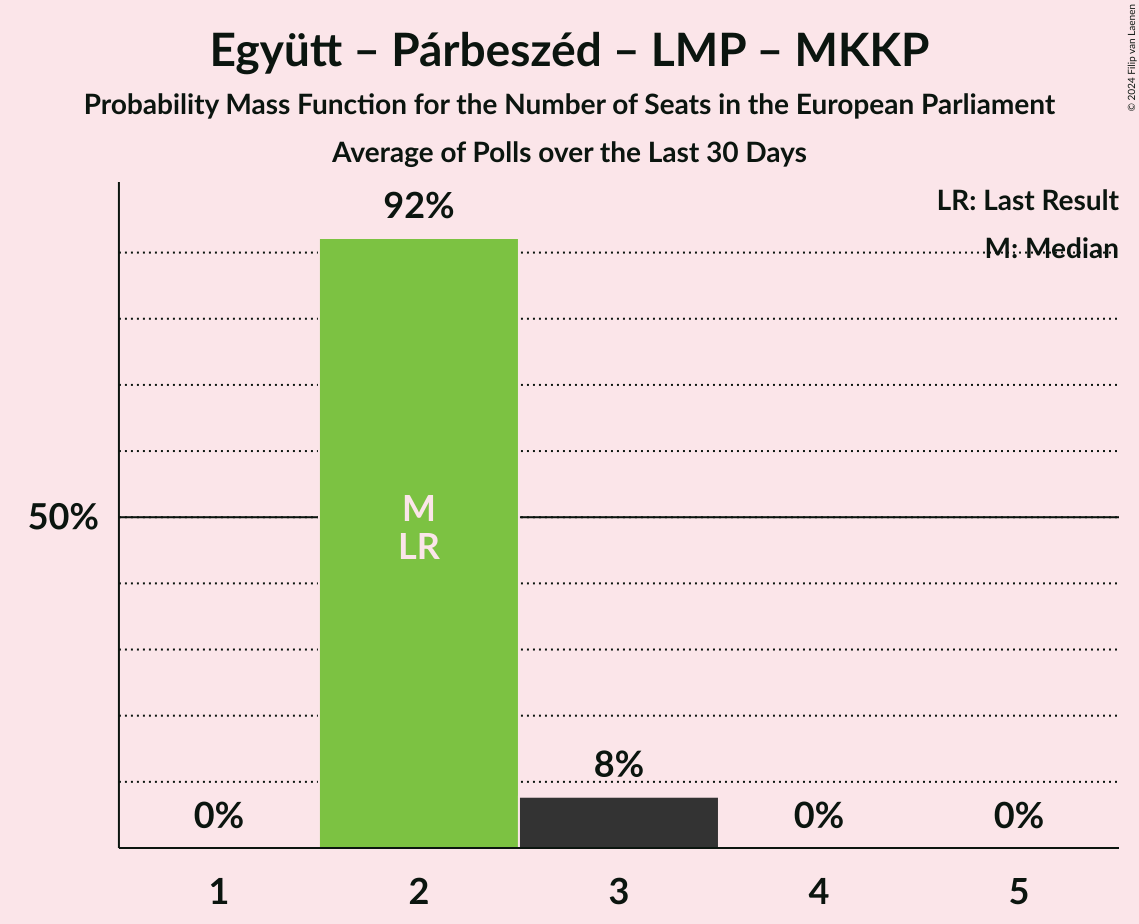 Együtt – Párbeszéd – LMP – MKKP
Probability Mass Function for the Number of Seats in the European Parliament
Average of Polls over the Last 30 Days
© 2024 Filip van Laenen
LR: Last Result
M: Median
92%
50%
M
LR
8%
0%
0%
0%
1
2
3
4
5